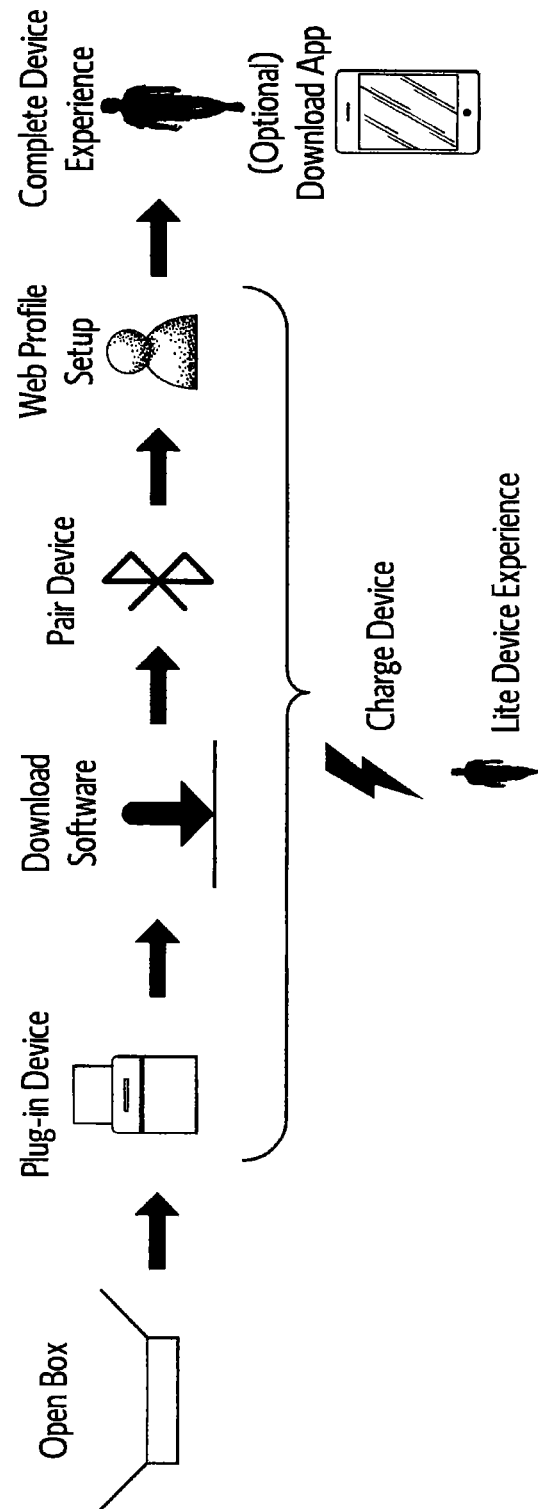 Open Box
Plug-in Device
Download
Software
Pair Device
Web Profile
Setup
Complete Device
Experience
(Optional)
Download App
Charge Device
Lite Device Experience